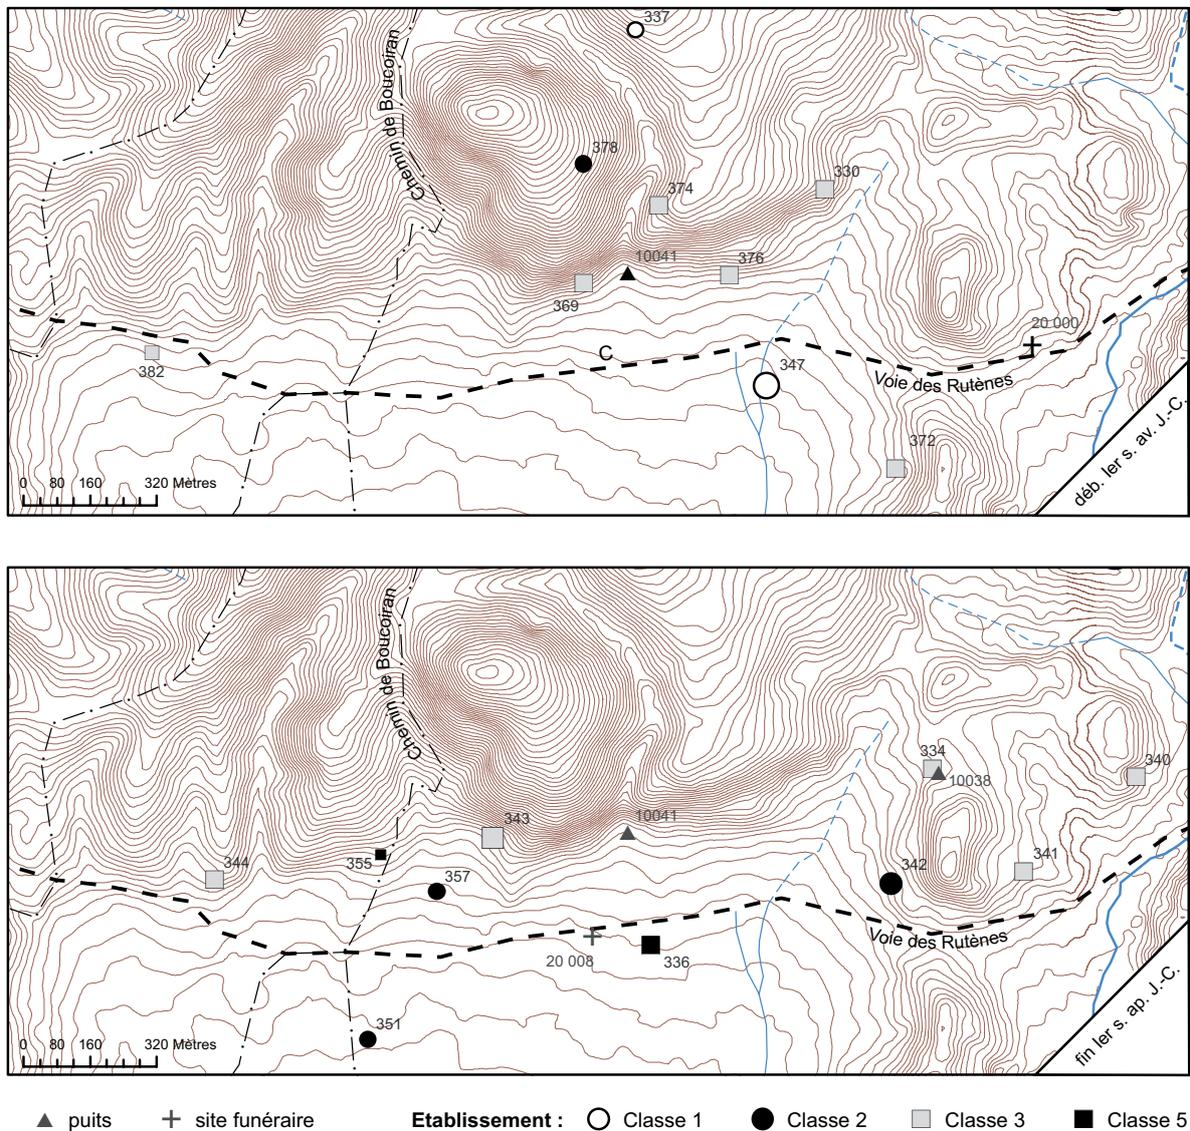 337
Chemin de Boucoiran
378
374
330
10041
376
369
20 000
C
382
347
Voie des Rutènes
372
0 80 160 320 Mètres
déb. Ier s. av. J.-C.
Chemin de Boucoiran
334
340
10038
343
10041
355
344
357
342
341
Voie des Rutènes
20 008
336
351
0 80 160 320 Mètres
fin Ier s. ap. J.-C.
puits site funéraire Etablissement : Classe 1 Classe 2 Classe 3 Classe 5